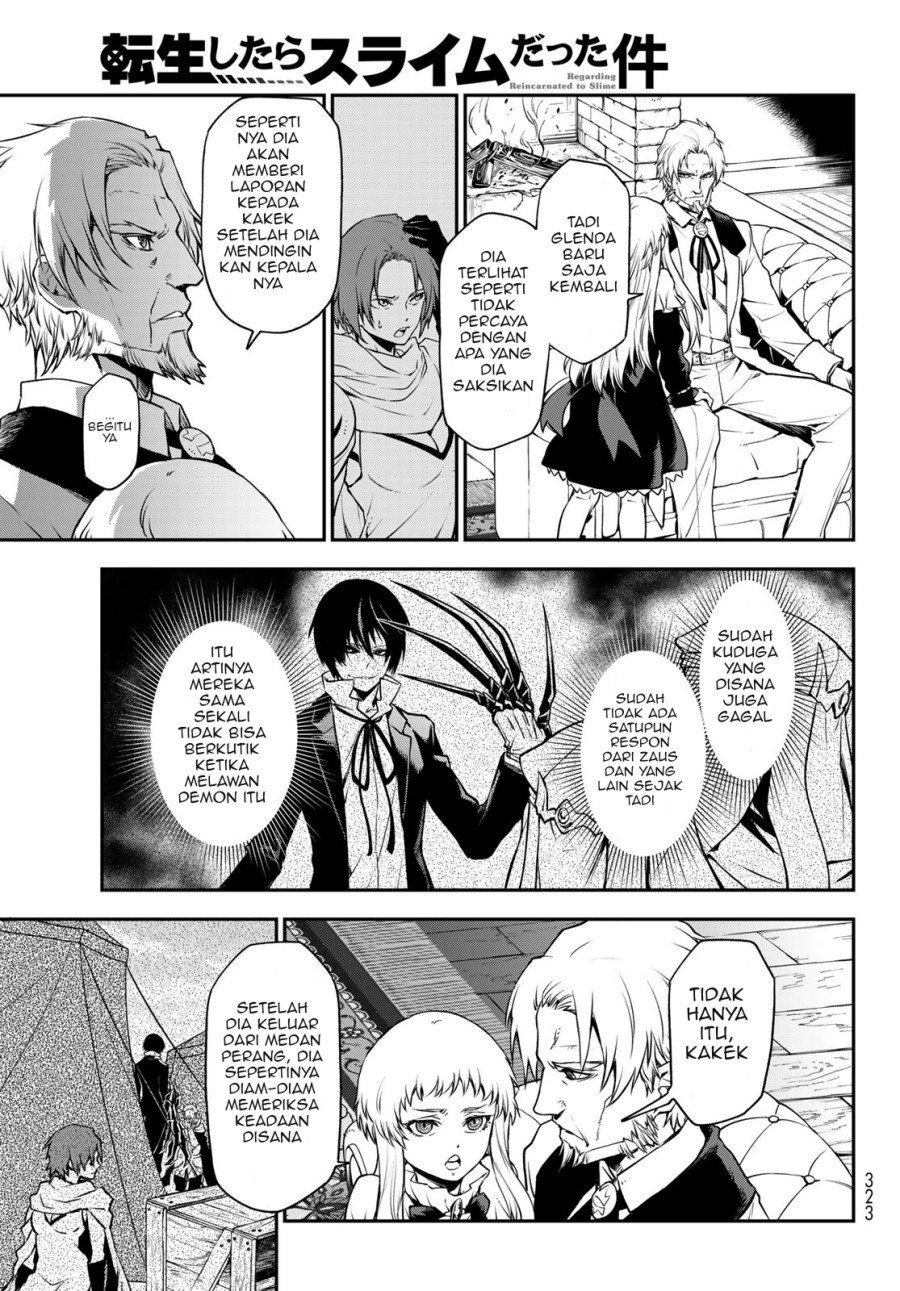 転生したらスライムだった件
Regarding
Reincarnated to Slime
TADI
GLENDA
BARU
SAJA
KEMBALI
DIA
TERLIHAT
SEPERTI
TIDAK
PERCAYA
DENGAN
APA YANG
DIA
SAKSIKAN
SEPERTI
NYA DIA
AKAN
MEMBERI
LAPORAN
KEPADA
KAKEK
SETELAH DIA
MENDINGIN
KAN KEPALA
NYA
...
BEGITU
YA
SUDAH
KUDUGA
YANG
DISANA
JUGA
GAGAL
SUDAH
TIDAK ADA
SATUPUN
RESPON
DARI ZAUS
DAN YANG
LAIN SEJAK
TADI
ITU
ARTINYA
MEREKA
SAMA
SEKALI
TIDAK BISA
BERKUTIK
KETIKA
MELAWAN
DEMON ITU
TIDAK
HANYA
ITU,
KAKEK
SETELAH
DIA KELUAR
DARI MEDAN
PERANG, DIA
SEPERTINYA
DIAM-DIAM
MEMERIKSA
KEADAAN
DISANA
323